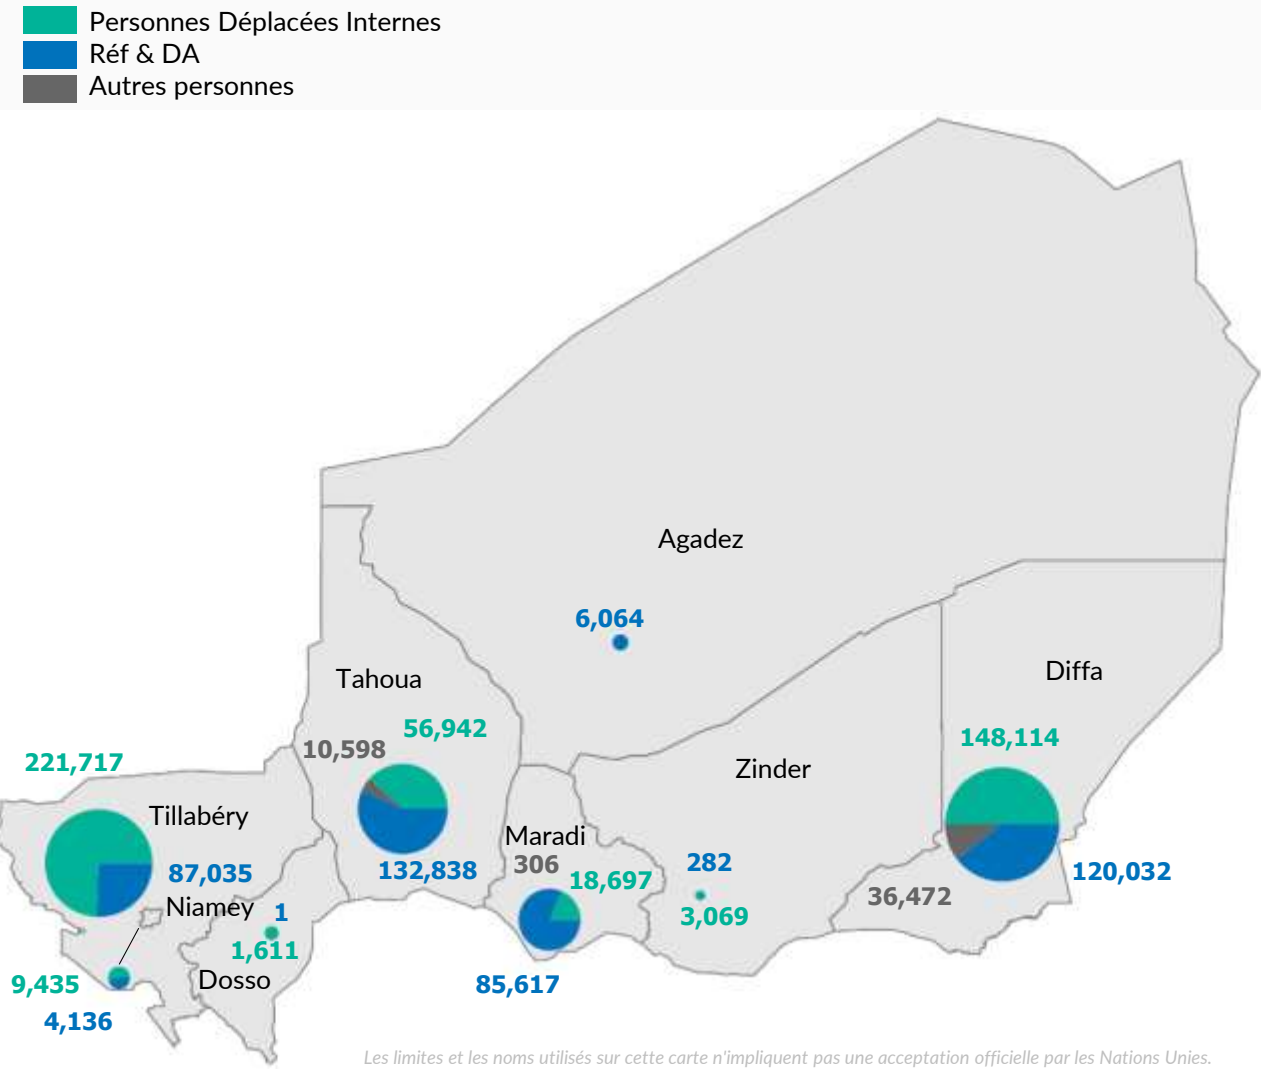 Personnes Déplacées Internes
Réf & DA
Autres personnes
Agadez
6,064
Tahoua
56,942
10,598
132,838
Diffa
148,114
120,032
36,472
Zinder
282
3,069
221,717
Tillabéry
87,035
Niamey
9,435
4,136
1
1,611
Dosso
Maradi
306
18,697
85,617
Les limites et les noms utilisés sur cette carte n'impliquent pas une acceptation officielle par les Nations Unies.